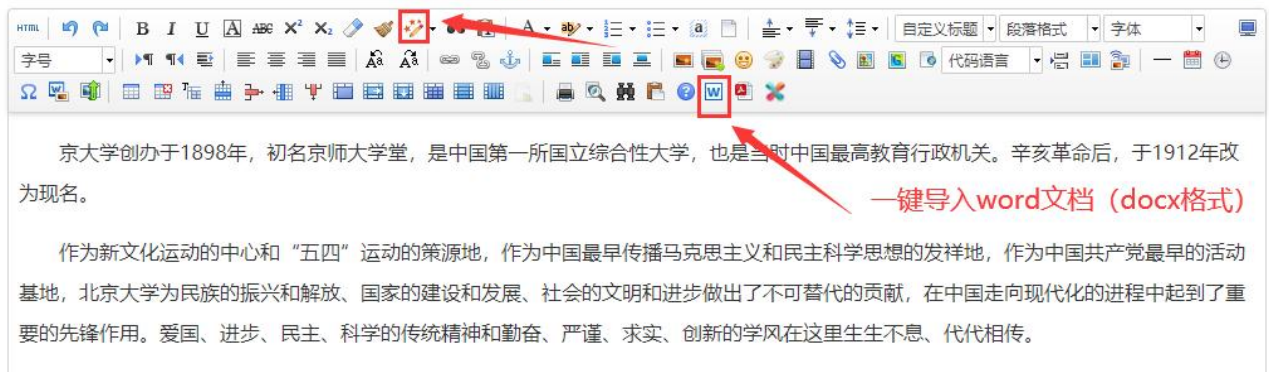 HTML B I U A ABC X² X₂ A ab a 自定义标题 段落格式 字体
字号 代码语言
Ω W
京大学创办于1898年，初名京师大学堂，是中国第一所国立综合性大学，也是当时中国最高教育行政机关。辛亥革命后，于1912年改
为现名。
一键导入word文档（docx格式）
作为新文化运动的中心和“五四”运动的策源地，作为中国最早传播马克思主义和民主科学思想的发祥地，作为中国共产党最早的活动
基地，北京大学为民族的振兴和解放、国家的建设和发展、社会的文明和进步做出了不可替代的贡献，在中国走向现代化的进程中起到了重
要的先锋作用。爱国、进步、民主、科学的传统精神和勤奋、严谨、求实、创新的学风在这里生生不息、代代相传。